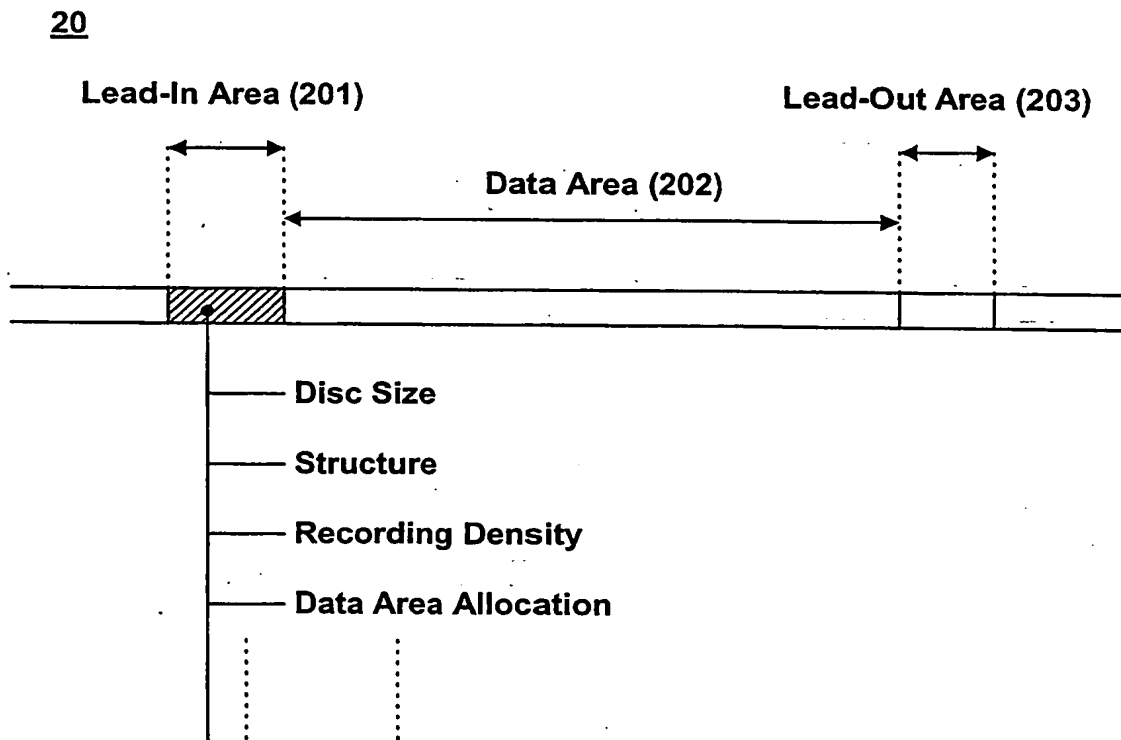 20
Lead-In Area (201)
Lead-Out Area (203)
Data Area (202)
Disc Size
Structure
Recording Density
Data Area Allocation